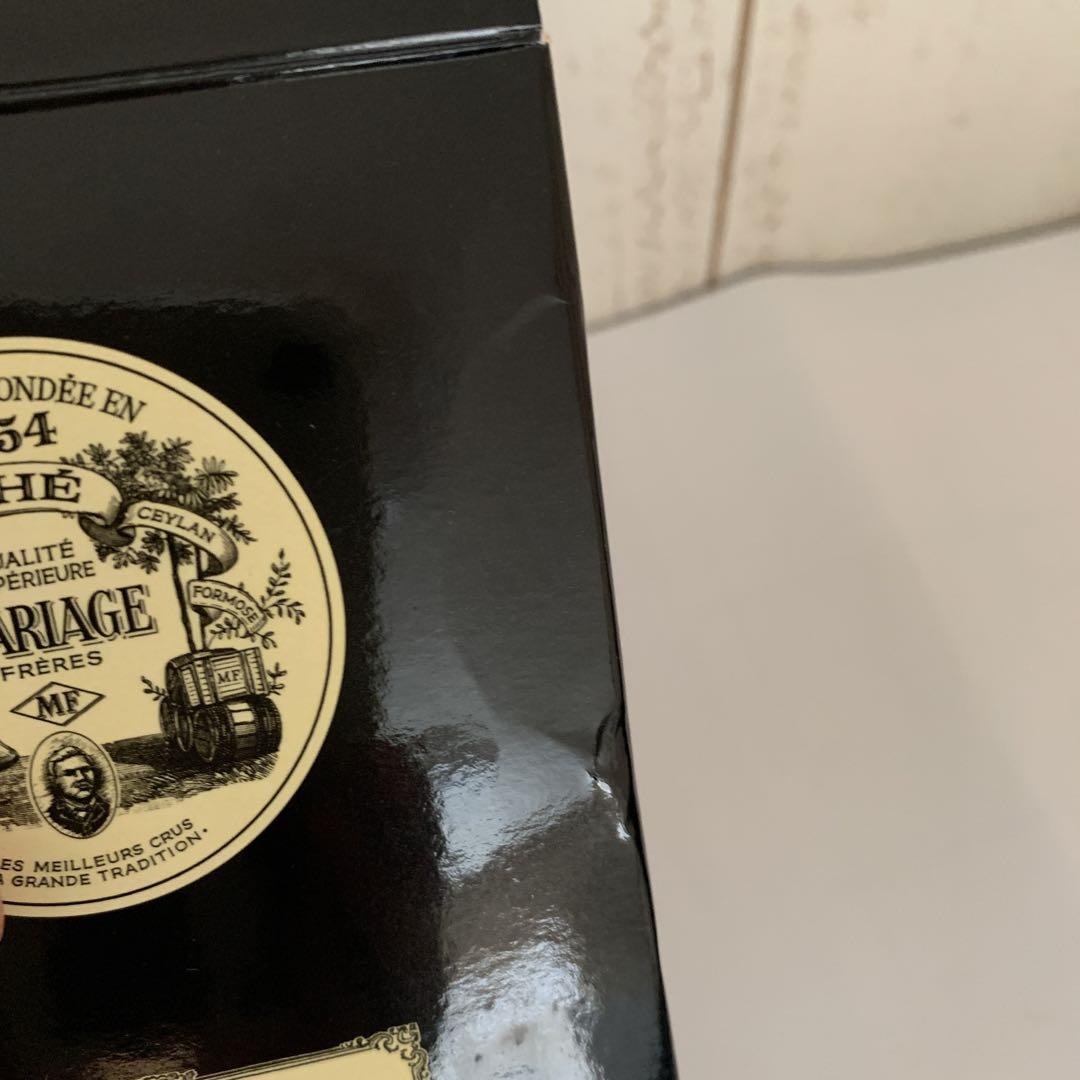 ONDÉE EN
54
HÉ
CEYLAN
UALITÉ
PÉRIEURE
FORMOSE
ARIAGE
FRÈRES
MF
MF
ES MEILLEURS CRUS
A GRANDE TRADITION.